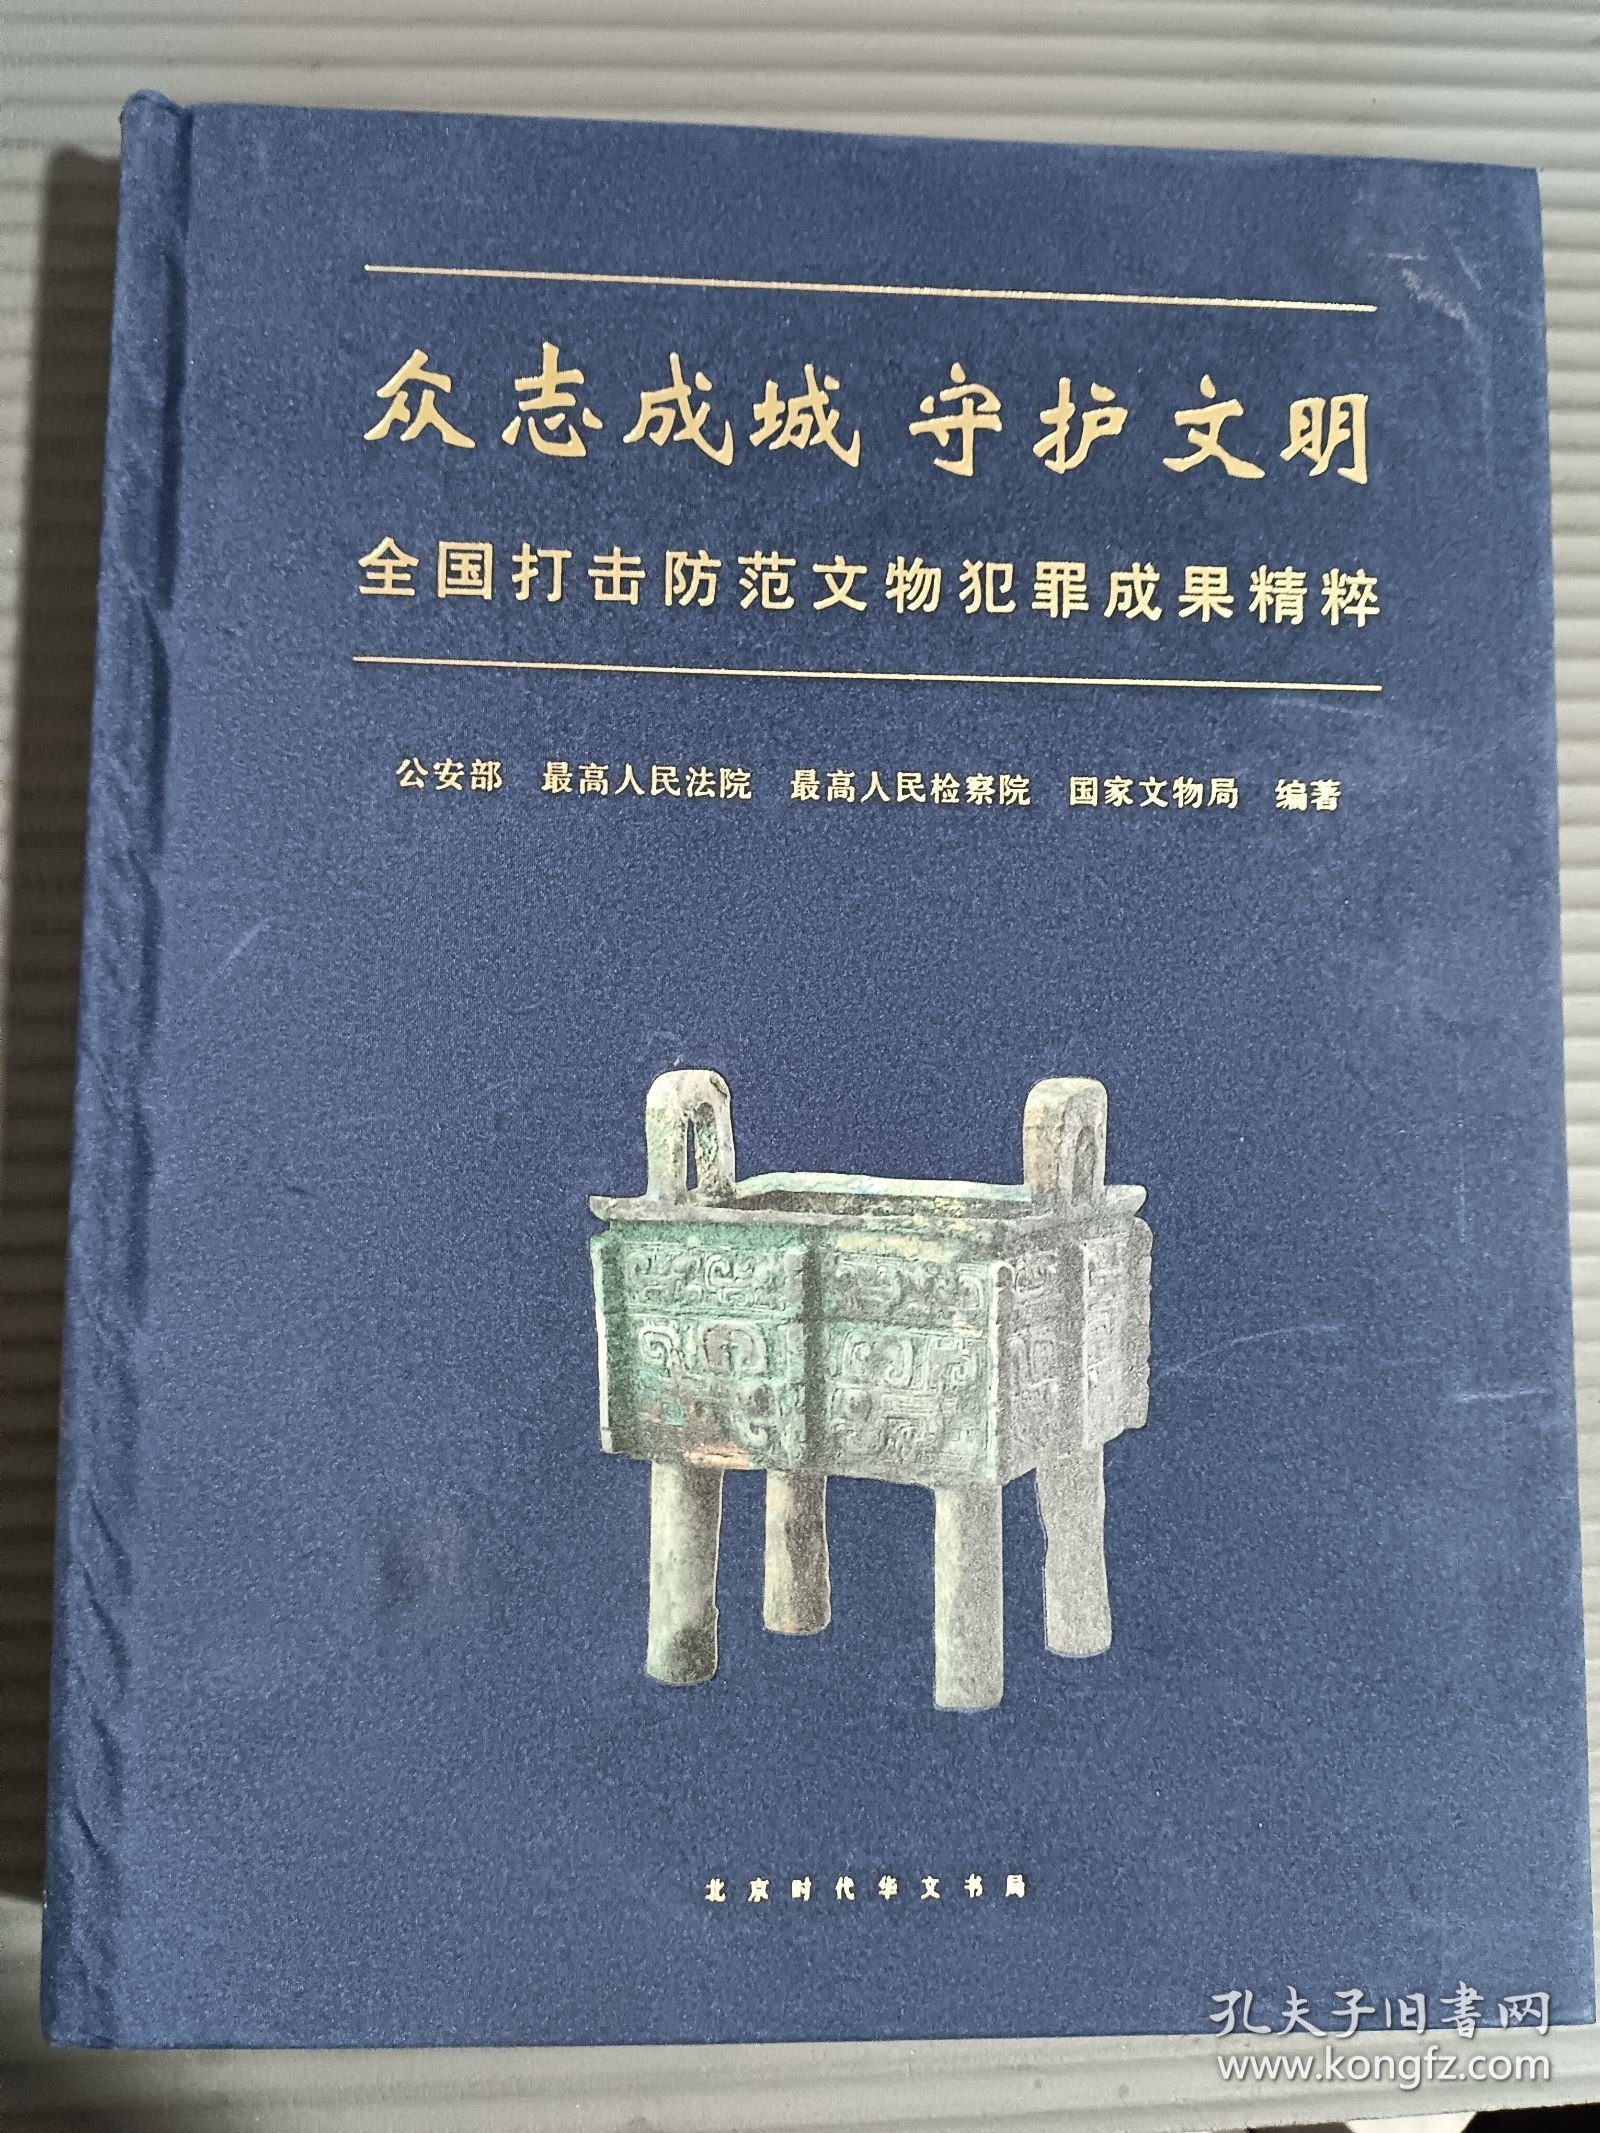 众志成城 守护文明
全国打击防范文物犯罪成果精粹
公安部 最高人民法院 最高人民检察院 国家文物局 编著
北京时代华文书局
孔夫子旧書网
www.kongfz.com